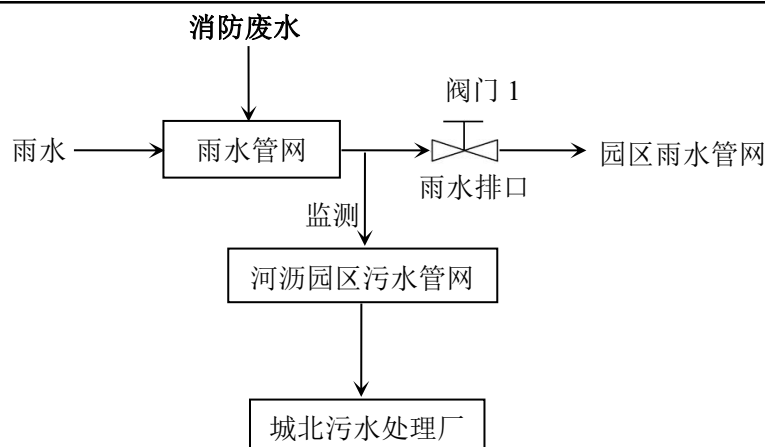 消防废水
阀门 1
雨水
雨水管网
园区雨水管网
雨水排口
监测
河沥园区污水管网
城北污水处理厂